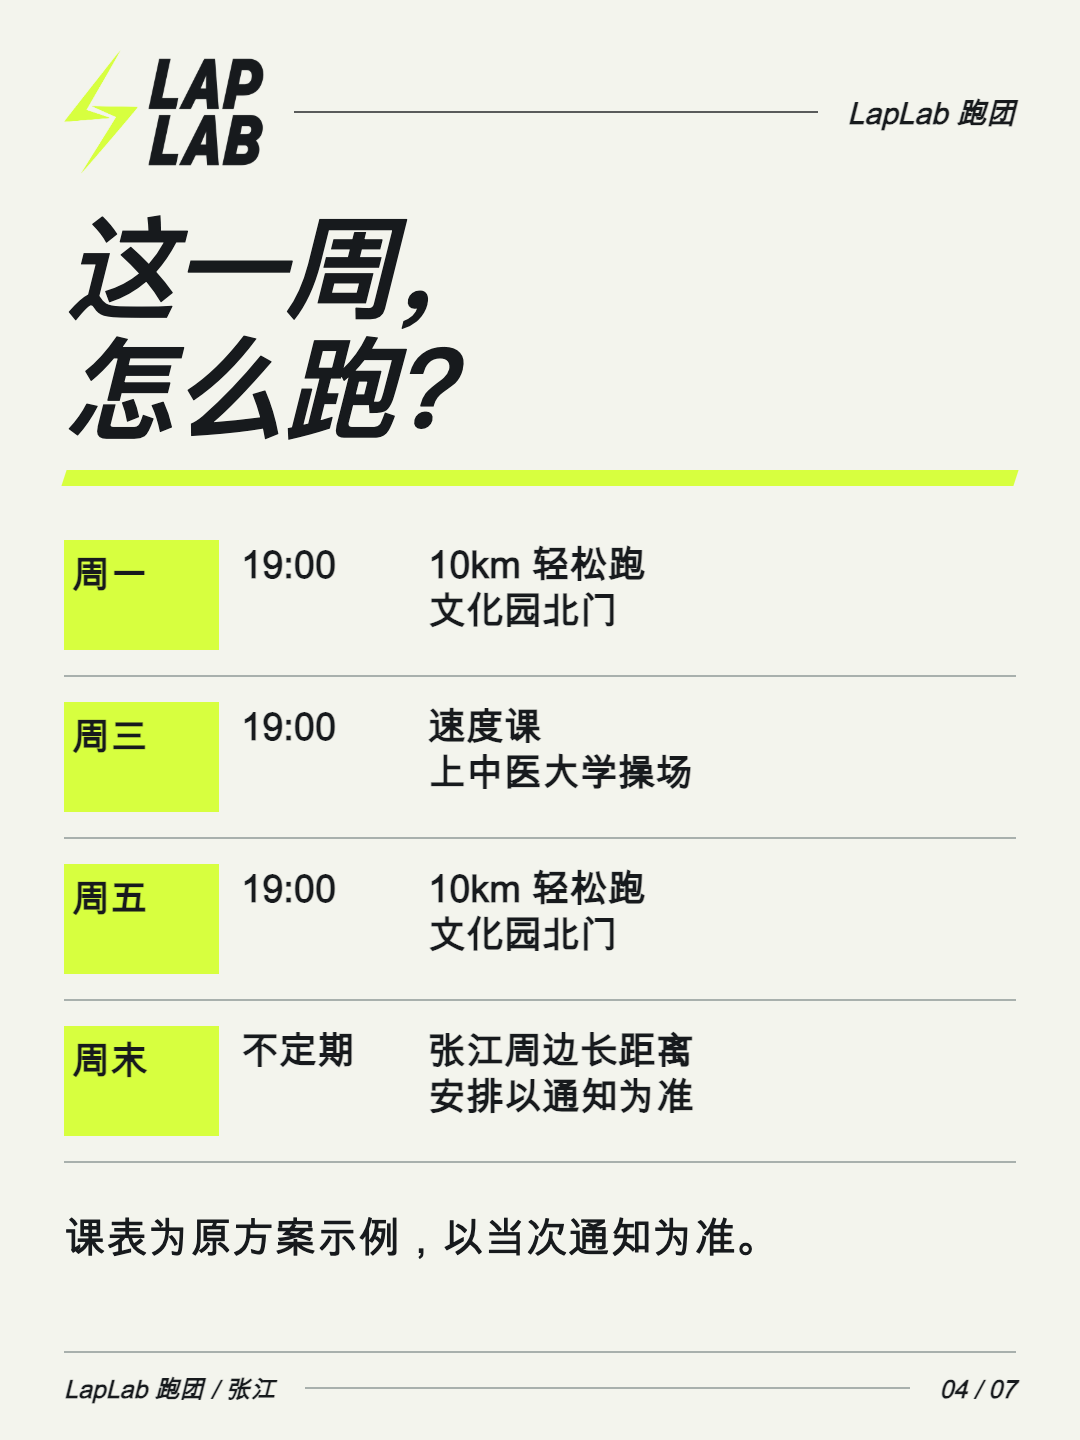 LAP
LAB
LapLab 跑团
这一周，
怎么跑？
周一
19:00
10km 轻松跑
文化园北门
周三
19:00
速度课
上中医大学操场
周五
19:00
10km 轻松跑
文化园北门
周末
不定期
张江周边长距离
安排以通知为准
课表为原方案示例，以当次通知为准。
LapLab 跑团 / 张江
04 / 07